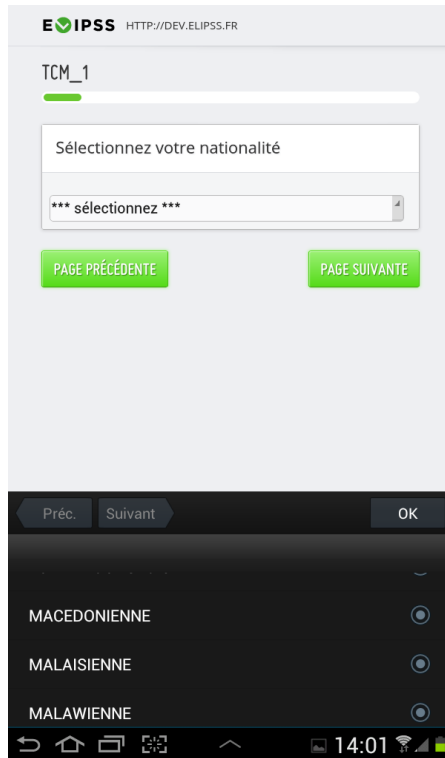 ELIPSS HTTP://DEV.ELIPSS.FR
TCM_1
Sélectionnez votre nationalité
*** sélectionnez ***
PAGE PRÉCÉDENTE PAGE SUIVANTE
Préc. Suivant OK
MACEDONIENNE
MALAISIENNE
MALAWIENNE
14:01